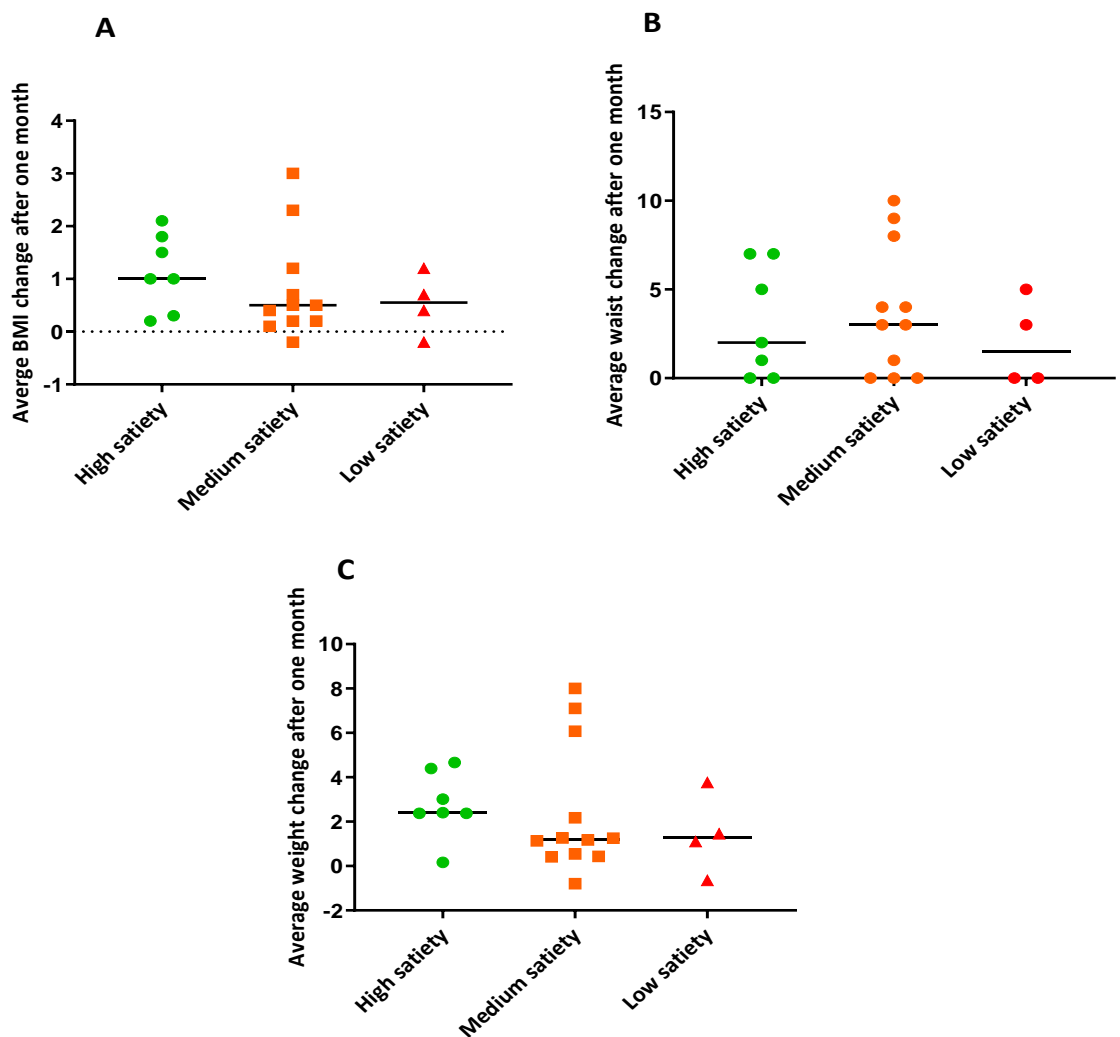 A
Averge BMI change after one month
4
3
2
1
0
-1
High satiety
Medium satiety
Low satiety
B
Average waist change after one month
15
10
5
0
High satiety
Medium satiety
Low satiety
C
Average weight change after one month
10
8
6
4
2
0
-2
High satiety
Medium satiety
Low satiety